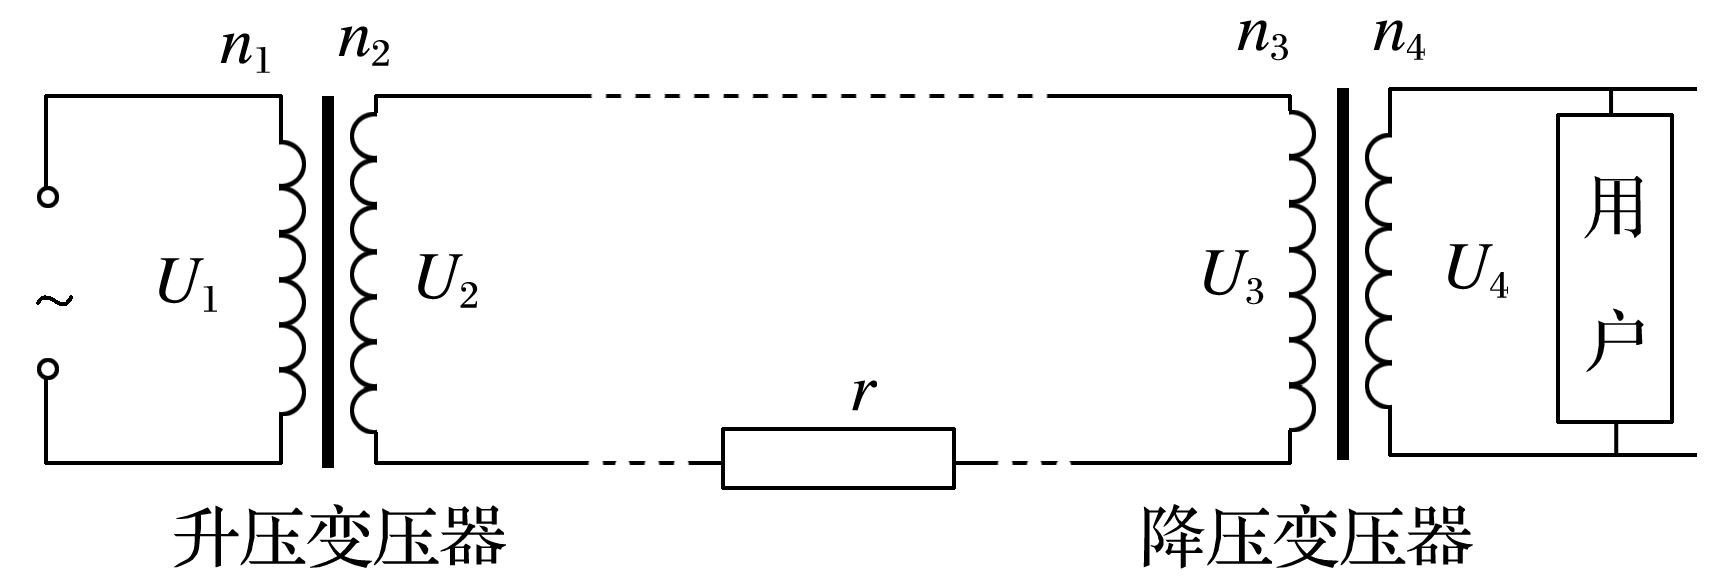 n₁ n₂ n₃ n₄
~ U₁ U₂ U₃ U₄
用户
r
升压变压器 降压变压器